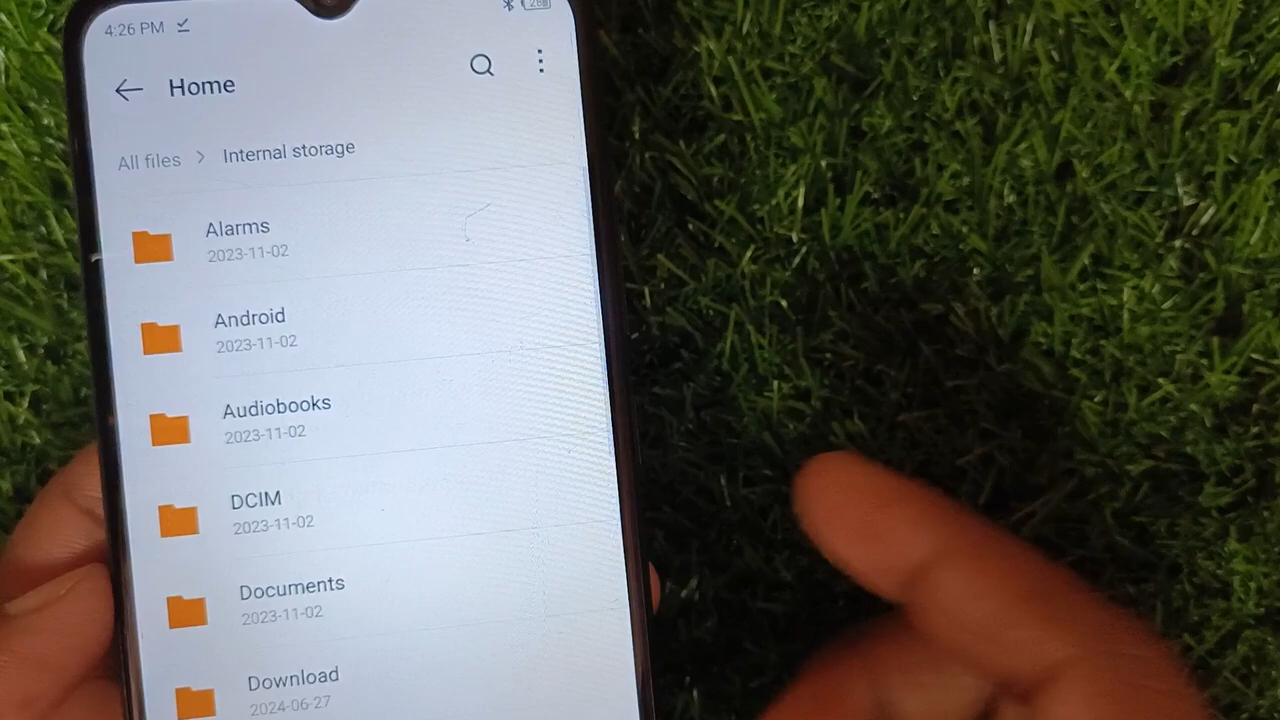 4:26 PM
28
Home
All files > Internal storage
Alarms
2023-11-02
Android
2023-11-02
Audiobooks
2023-11-02
DCIM
2023-11-02
Documents
2023-11-02
Download
2024-06-27